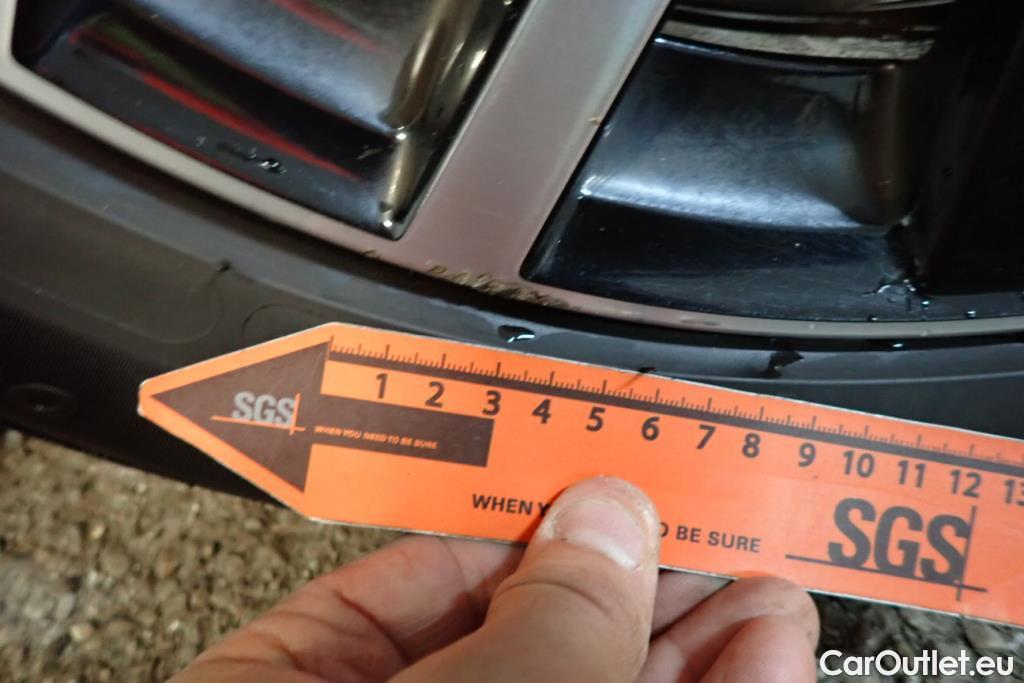 1 2 3 4 5 6 7 8 9 10 11 12 13
SGS
WHEN YOU NEED TO BE SURE
WHEN Y O BE SURE
SGS
CarOutlet.eu